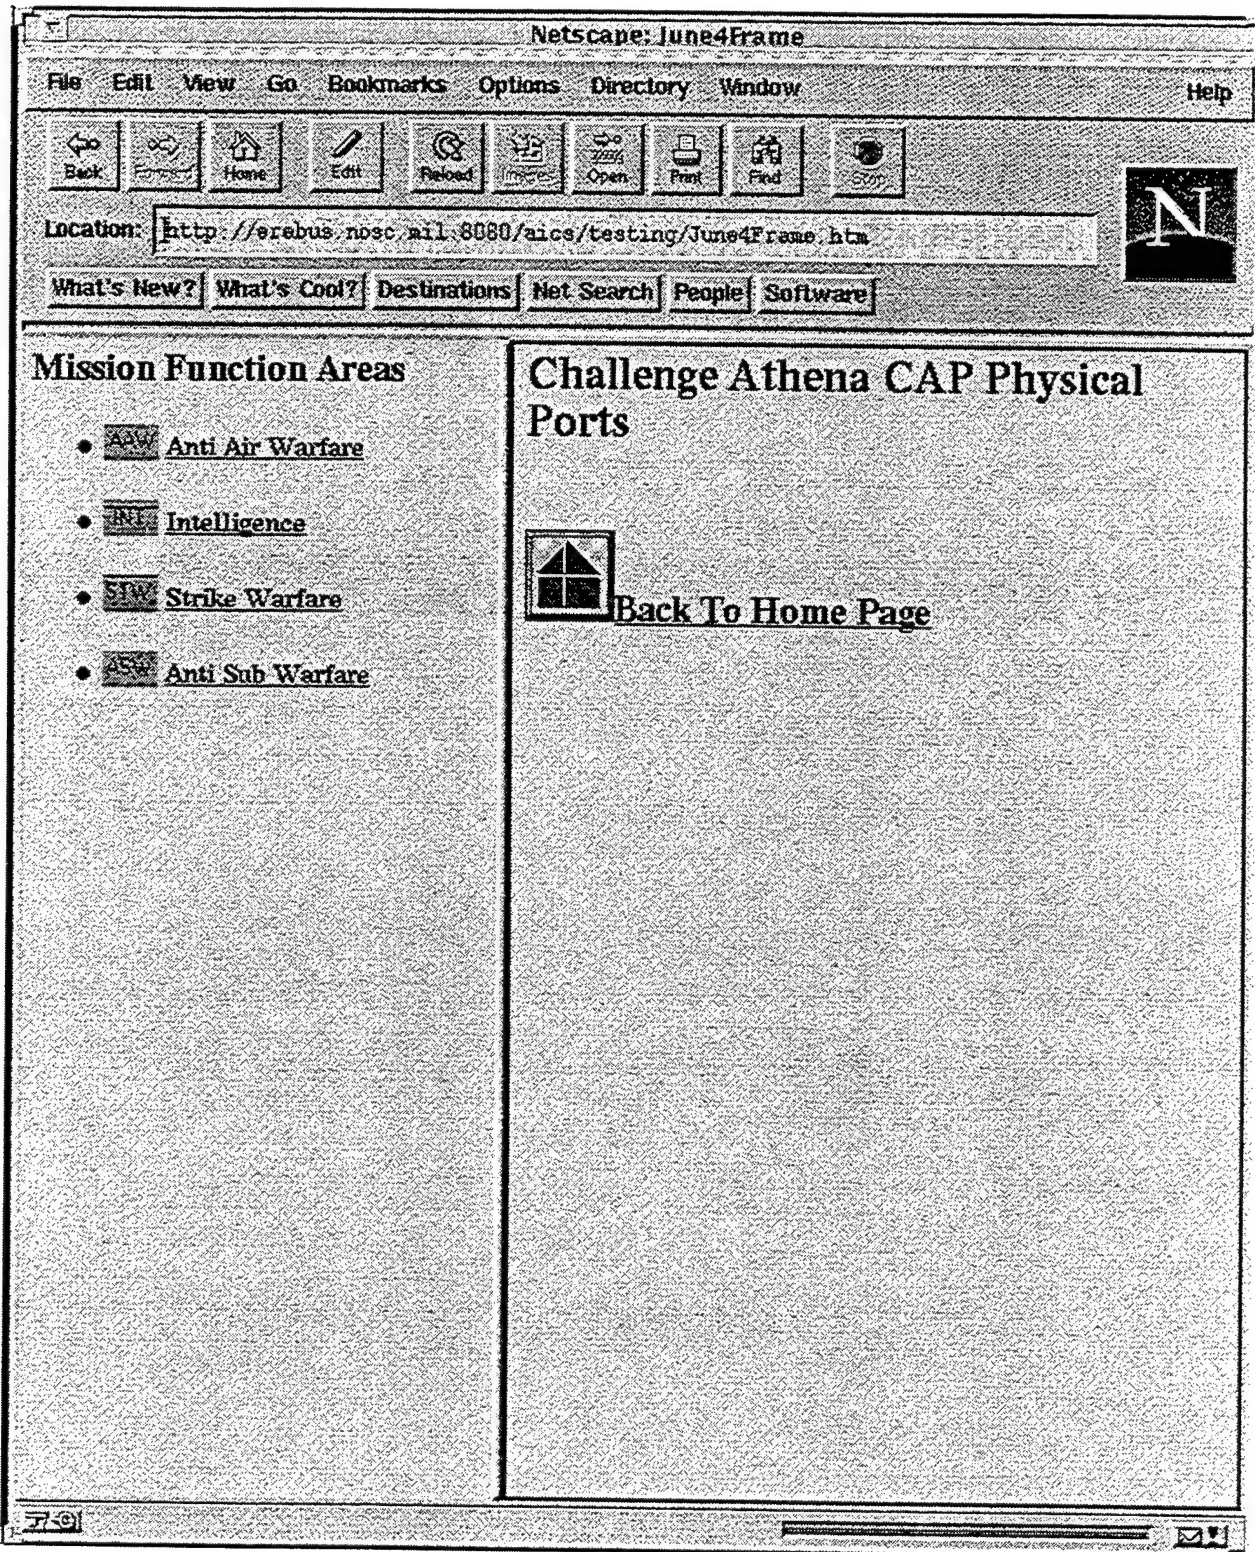 Netscape: June4Frame
File Edit View Go Bookmarks Options Directory Window Help
Back Forward Home Edit Reload Images Open Print Find Stop
N
Location: http://erebus.nosc.mil:8080/aics/testing/June4Frame.htm
What's New? What's Cool? Destinations Net Search People Software
Mission Function Areas
AAW Anti Air Warfare
INT Intelligence
STW Strike Warfare
ASW Anti Sub Warfare
Challenge Athena CAP Physical
Ports
Back To Home Page